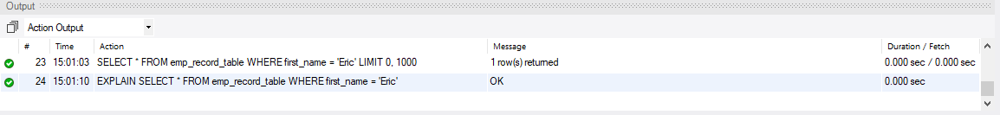 Output
Action Output
# Time Action Message Duration / Fetch
23 15:01:03 SELECT * FROM emp_record_table WHERE first_name = 'Eric' LIMIT 0, 1000 1 row(s) returned 0.000 sec / 0.000 sec
24 15:01:10 EXPLAIN SELECT * FROM emp_record_table WHERE first_name = 'Eric' OK 0.000 sec